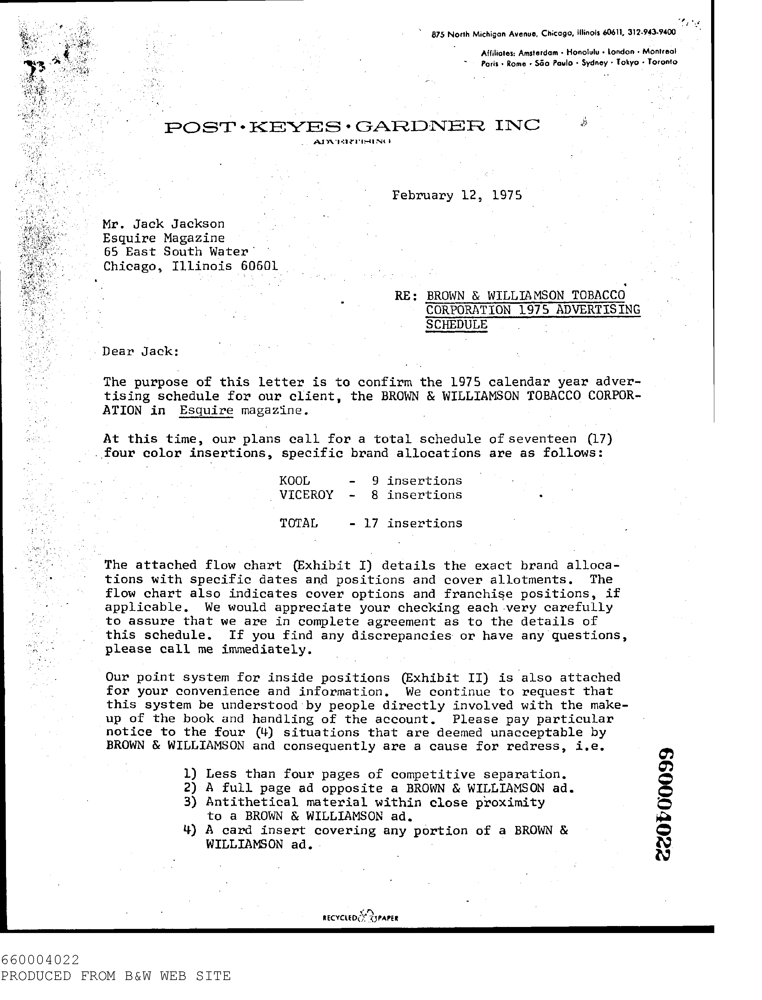 875 North Michigan Avenue, Chicago, Illinois 60611, 312-943-9400
Affiliates: Amsterdam • Honolulu • London • Montreal
Paris • Rome • São Paulo • Sydney • Tokyo • Toronto
POST•KEYES•GARDNER INC
ADVERTISING
February 12, 1975
Mr. Jack Jackson
Esquire Magazine
65 East South Water
Chicago, Illinois 60601
RE: BROWN & WILLIAMSON TOBACCO
CORPORATION 1975 ADVERTISING
SCHEDULE
Dear Jack:
The purpose of this letter is to confirm the 1975 calendar year adver-
tising schedule for our client, the BROWN & WILLIAMSON TOBACCO CORPOR-
ATION in Esquire magazine.
At this time, our plans call for a total schedule of seventeen (17)
four color insertions, specific brand allocations are as follows:
KOOL - 9 insertions
VICEROY - 8 insertions
TOTAL - 17 insertions
The attached flow chart (Exhibit I) details the exact brand alloca-
tions with specific dates and positions and cover allotments. The
flow chart also indicates cover options and franchise positions, if
applicable. We would appreciate your checking each very carefully
to assure that we are in complete agreement as to the details of
this schedule. If you find any discrepancies or have any questions,
please call me immediately.
Our point system for inside positions (Exhibit II) is also attached
for your convenience and information. We continue to request that
this system be understood by people directly involved with the make-
up of the book and handling of the account. Please pay particular
notice to the four (4) situations that are deemed unacceptable by
BROWN & WILLIAMSON and consequently are a cause for redress, i.e.
1) Less than four pages of competitive separation.
2) A full page ad opposite a BROWN & WILLIAMSON ad.
3) Antithetical material within close proximity
to a BROWN & WILLIAMSON ad.
4) A card insert covering any portion of a BROWN &
WILLIAMSON ad.
660004022
RECYCLED PAPER
660004022
PRODUCED FROM B&W WEB SITE